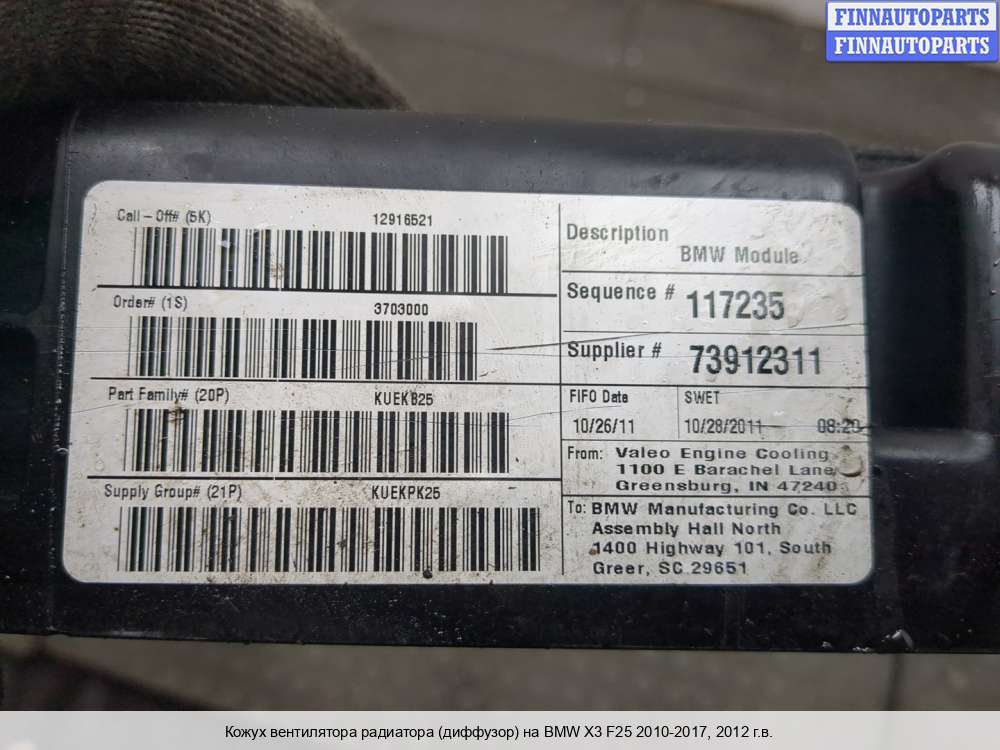 FINNAUTOPARTS
FINNAUTOPARTS
Call-Off# (5K) 12916521
Order# (1S) 3703000
Part Family# (20P) KUEKB25
Supply Group# (21P) KUEKPK25
Description
BMW Module
Sequence # 117235
Supplier # 73912311
FIFO Date
10/26/11
SWET
10/28/2011 08:20
From: Valeo Engine Cooling
1100 E Barachel Lane
Greensburg, IN 47240
To: BMW Manufacturing Co. LLC
Assembly Hall North
1400 Highway 101, South
Greer, SC 29651
Кожух вентилятора радиатора (диффузор) на BMW X3 F25 2010-2017, 2012 г.в.